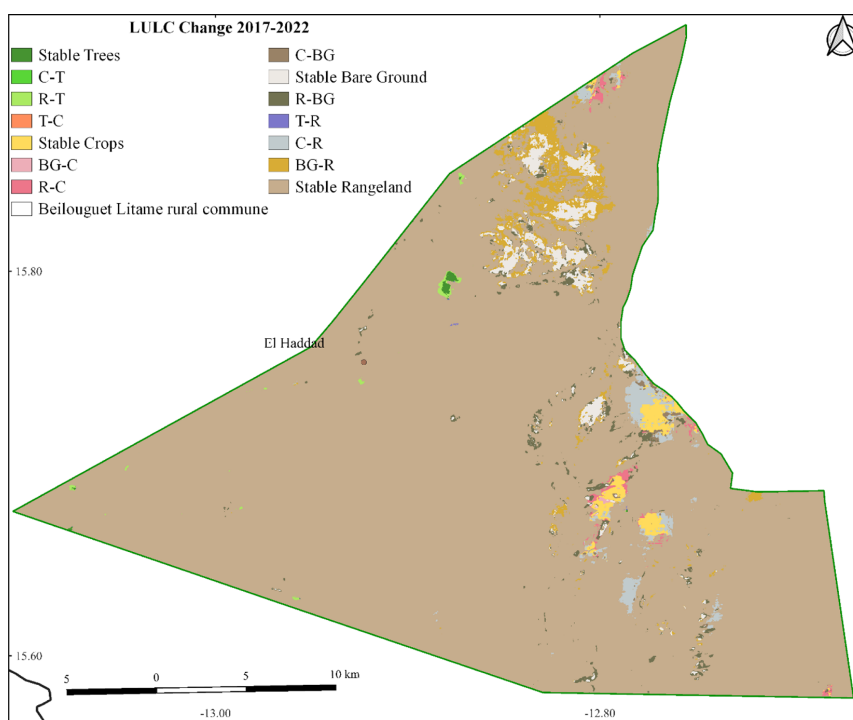 LULC Change 2017-2022
Stable Trees
C-T
R-T
T-C
Stable Crops
BG-C
R-C
Beilouguet Litame rural commune
C-BG
Stable Bare Ground
R-BG
T-R
C-R
BG-R
Stable Rangeland
15.80
El Haddad
15.60
5 0 5 10 km
-13.00 -12.80